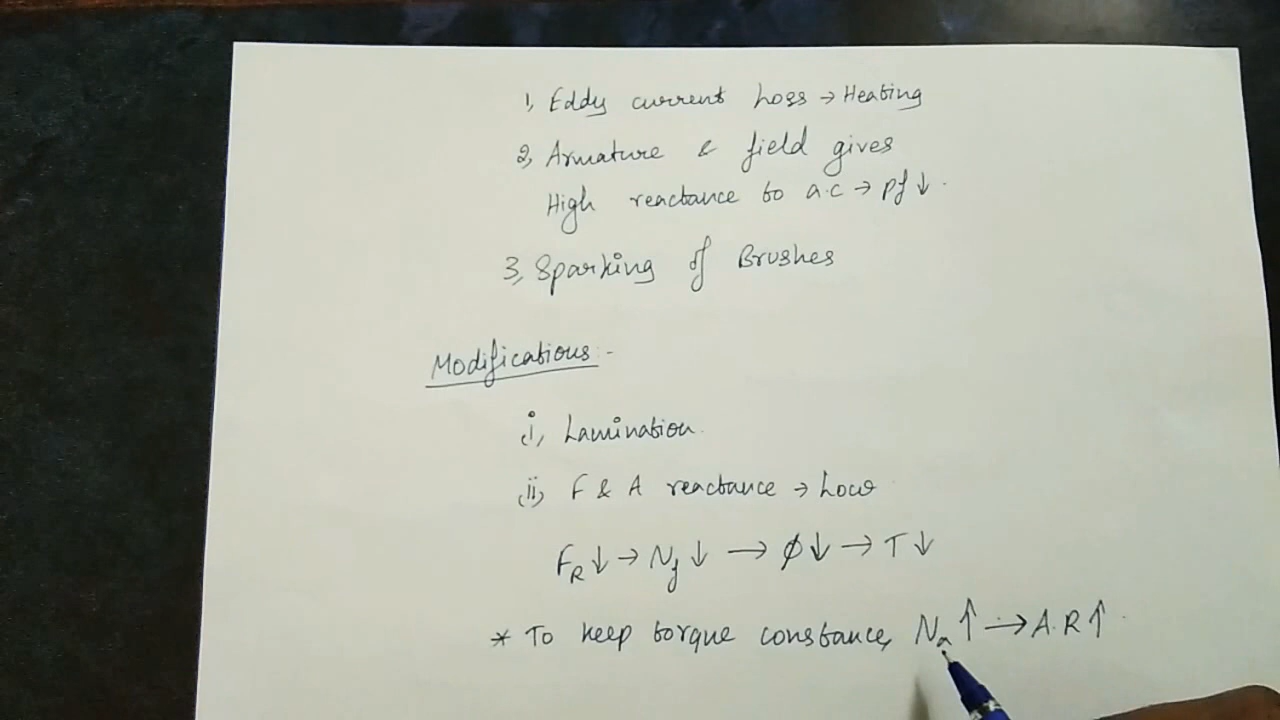 1, Eddy current Loss → Heating
2, Armature & field gives
High reactance to a.c → pf ↓.
3, Sparking of Brushes
Modifications:-
(i), Lamination.
(ii) F & A reactance → Low
F_R ↓ → N_f ↓ → φ ↓ → T ↓
* To keep torque constance, N_a ↑ → A.R ↑.